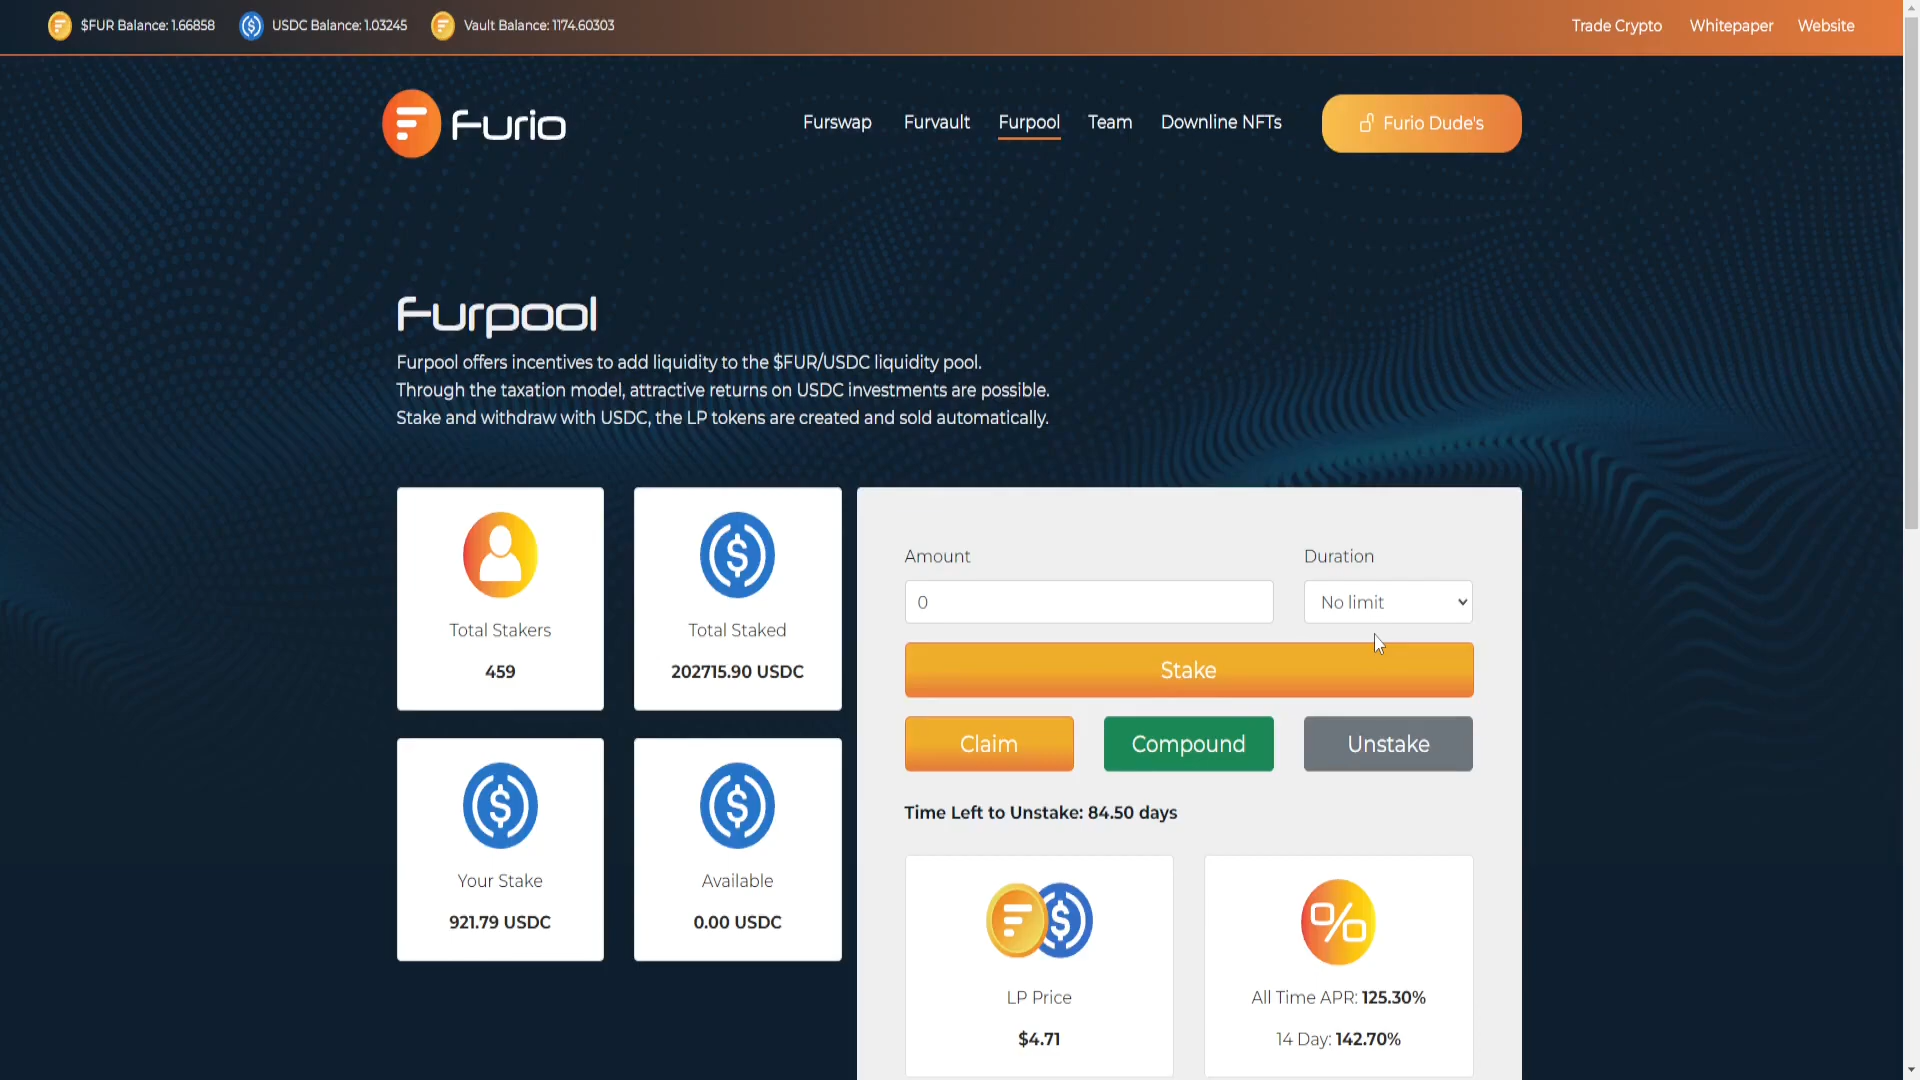 $FUR Balance: 1.66858 USDC Balance: 1.03245 Vault Balance: 1174.60303 Trade Crypto Whitepaper Website
Furio Furswap Furvault Furpool Team Downline NFTs Furio Dude's
Furpool
Furpool offers incentives to add liquidity to the $FUR/USDC liquidity pool.
Through the taxation model, attractive returns on USDC investments are possible.
Stake and withdraw with USDC, the LP tokens are created and sold automatically.
Total Stakers
459
Total Staked
202715.90 USDC
Your Stake
921.79 USDC
Available
0.00 USDC
Amount Duration
0 No limit
Stake
Claim Compound Unstake
Time Left to Unstake: 84.50 days
LP Price
$4.71
All Time APR: 125.30%
14 Day: 142.70%